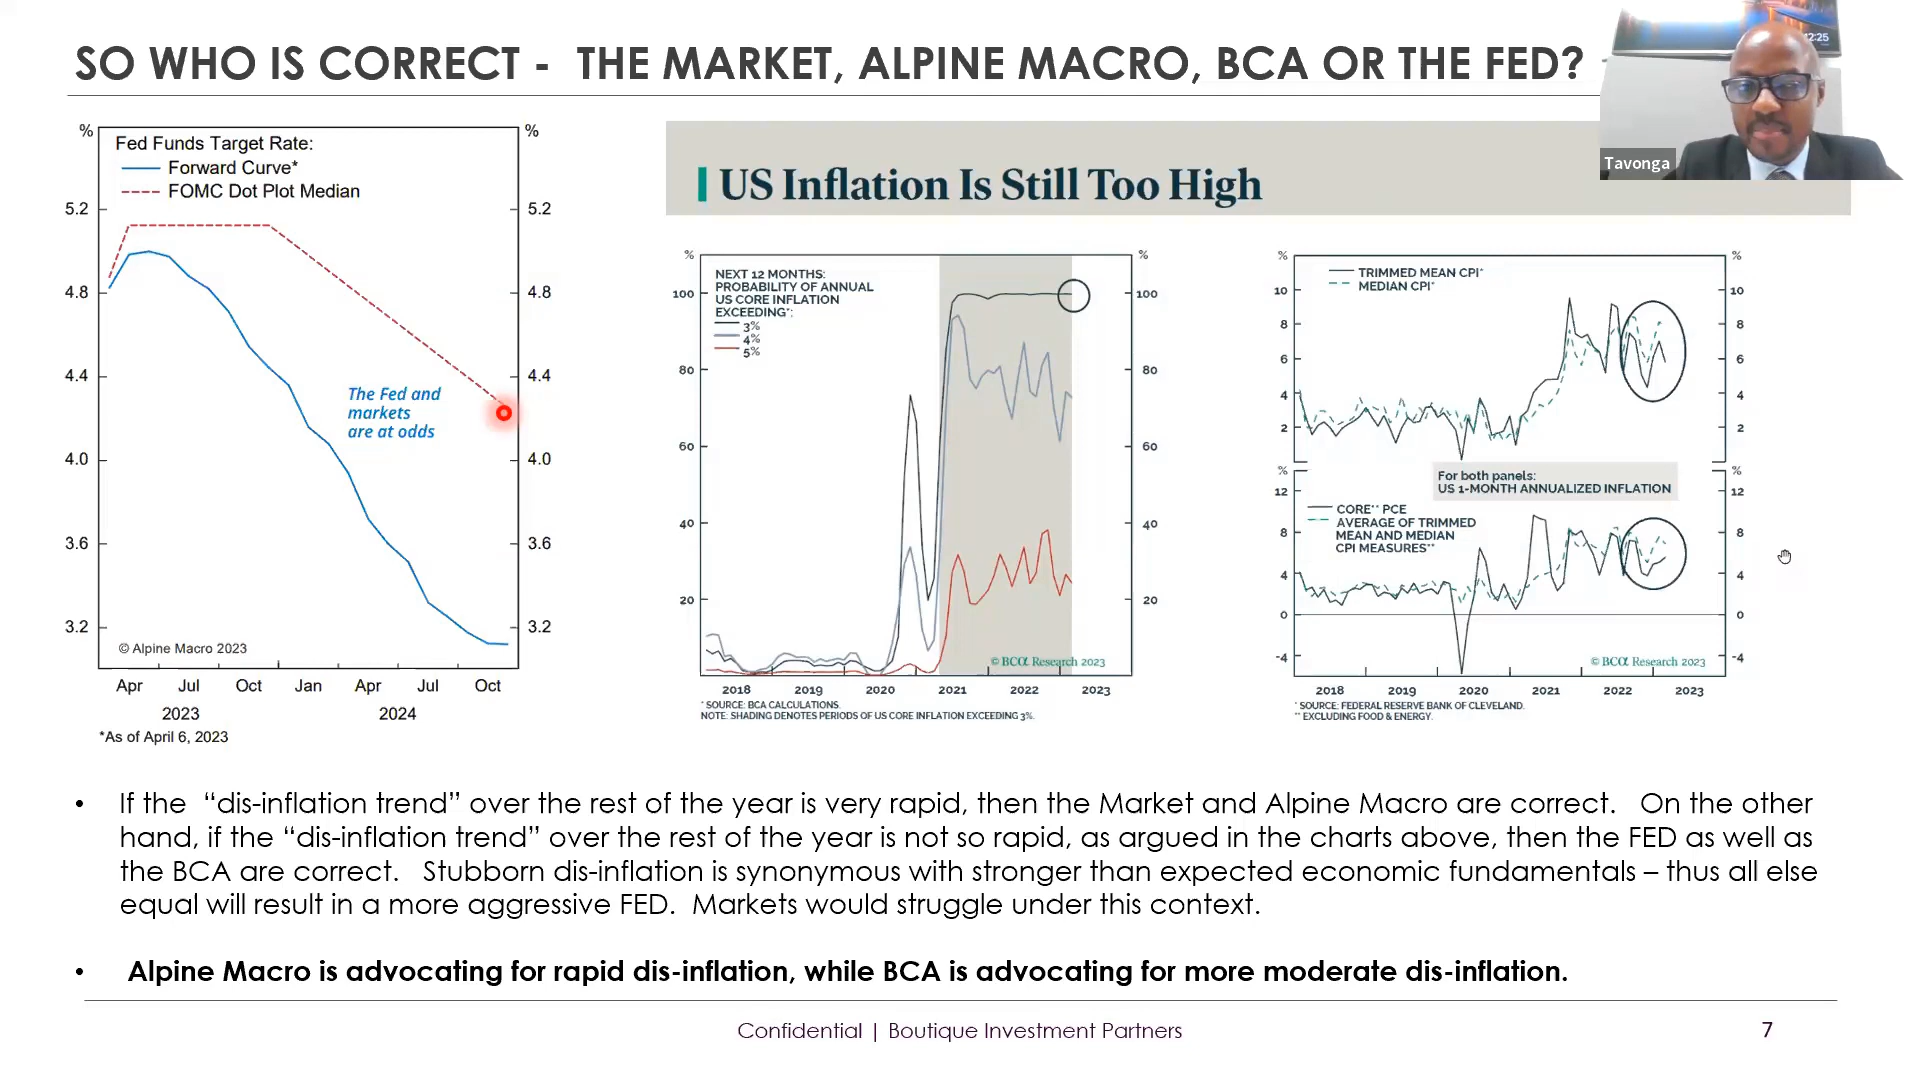 SO WHO IS CORRECT - THE MARKET, ALPINE MACRO, BCA OR THE FED?
12:25
Tavonga
% %
Fed Funds Target Rate:
Forward Curve*
FOMC Dot Plot Median
5.2 5.2
4.8 4.8
4.4 4.4
4.0 4.0
3.6 3.6
3.2 3.2
The Fed and
markets
are at odds
© Alpine Macro 2023
Apr Jul Oct Jan Apr Jul Oct
2023 2024
*As of April 6, 2023
US Inflation Is Still Too High
% %
NEXT 12 MONTHS:
PROBABILITY OF ANNUAL
US CORE INFLATION
EXCEEDING*:
3%
4%
5%
100 100
80 80
60 60
40 40
20 20
© BCα Research 2023
2018 2019 2020 2021 2022 2023
* SOURCE: BCA CALCULATIONS.
NOTE: SHADING DENOTES PERIODS OF US CORE INFLATION EXCEEDING 3%.
% %
TRIMMED MEAN CPI*
MEDIAN CPI*
10 10
8 8
6 6
4 4
2 2
For both panels:
US 1-MONTH ANNUALIZED INFLATION
% %
12 12
CORE** PCE
AVERAGE OF TRIMMED
MEAN AND MEDIAN
CPI MEASURES**
8 8
4 4
0 0
-4 -4
© BCα Research 2023
2018 2019 2020 2021 2022 2023
* SOURCE: FEDERAL RESERVE BANK OF CLEVELAND.
** EXCLUDING FOOD & ENERGY.
• If the “dis-inflation trend” over the rest of the year is very rapid, then the Market and Alpine Macro are correct. On the other
hand, if the “dis-inflation trend” over the rest of the year is not so rapid, as argued in the charts above, then the FED as well as
the BCA are correct. Stubborn dis-inflation is synonymous with stronger than expected economic fundamentals – thus all else
equal will result in a more aggressive FED. Markets would struggle under this context.
• Alpine Macro is advocating for rapid dis-inflation, while BCA is advocating for more moderate dis-inflation.
Confidential | Boutique Investment Partners
7